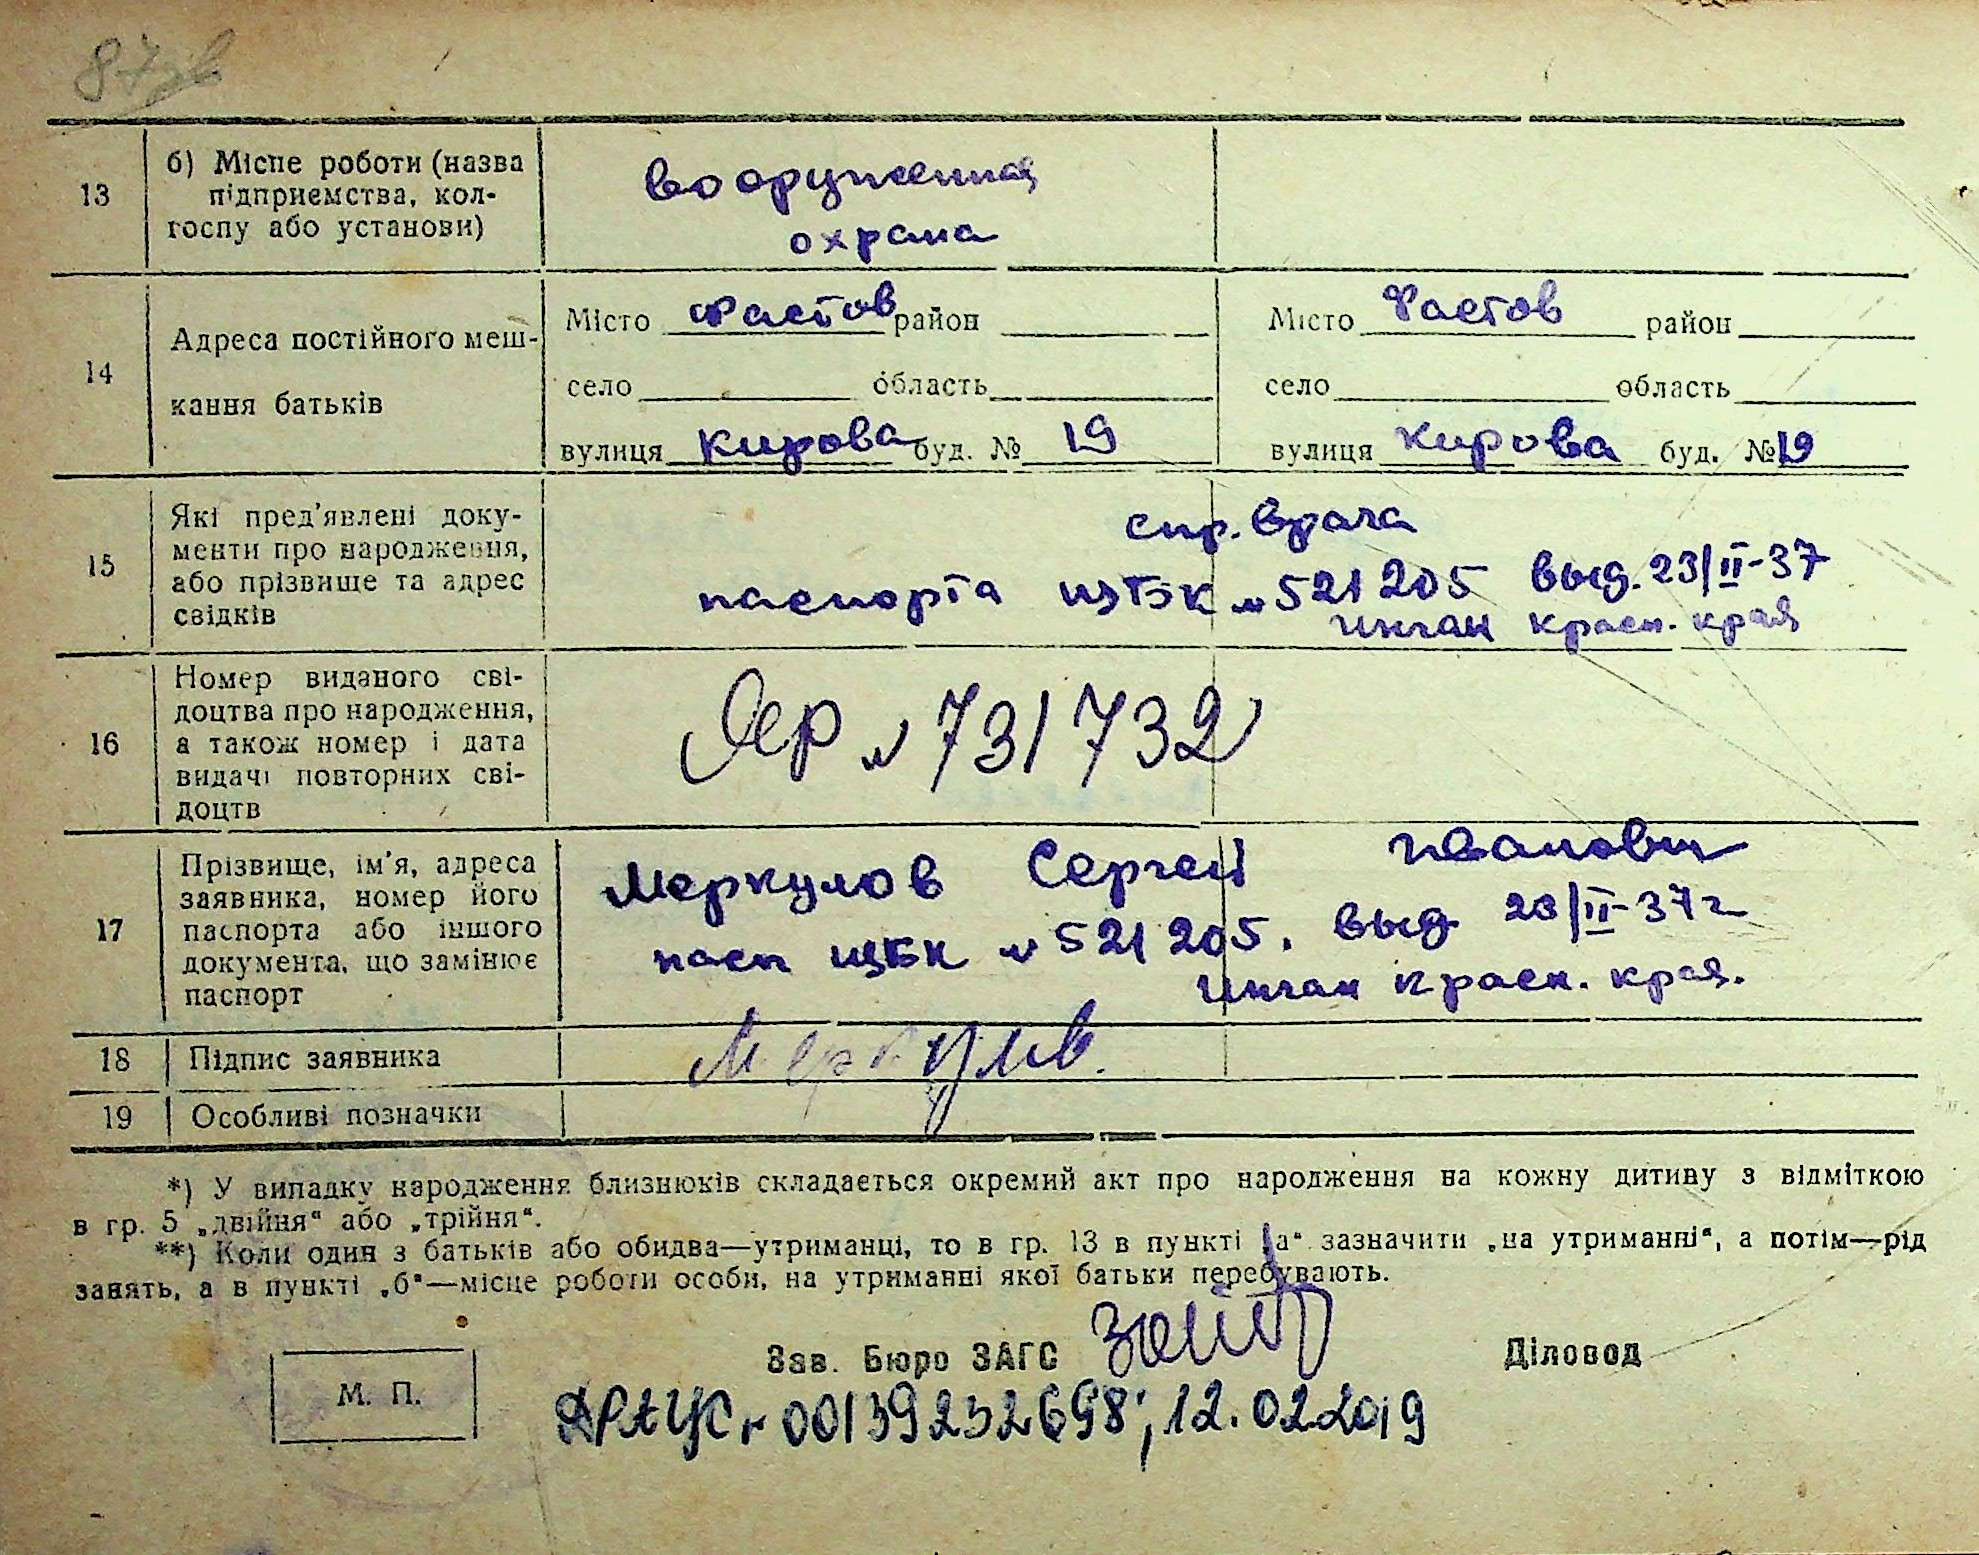 87зв
13
б) Місце роботи (назва
підприємства, кол-
госпу або установи)
вооруженная
охрана
14
Адреса постійного меш-
кання батьків
Місто Фастов район
село область
вулиця Кирова буд. № 19
Місто Фастов район
село область
вулиця Кирова буд. № 19
15
Які пред'явлені доку-
менти про народження,
або прізвище та адрес
свідків
спр. врача
паспорта № 521205 выд. 23/II-37
красн. края
16
Номер виданого сві-
доцтва про народження,
а також номер і дата
видачі повторних сві-
доцтв
№ 731732
17
Прізвище, ім'я, адреса
заявника, номер його
паспорта або іншого
документа, що замінює
паспорт
Меркулов Сергей Иванович
пасп № 521205. выд 23/II-37г
красн. края.
18
Підпис заявника
Меркулов.
19
Особливі позначки
*) У випадку народження близнюків складається окремий акт про народження на кожну дитину з відміткою
в гр. 5 „двійня“ або „трійня“.
**) Коли один з батьків або обидва—утриманці, то в гр. 13 в пункті „а“ зазначити „на утриманні“, а потім—рід
занять, а в пункті „б“—місце роботи особи, на утриманні якої батьки перебувають.
Зав. Бюро ЗАГС
Діловод
М. П.
00139232698; 12.02.2019